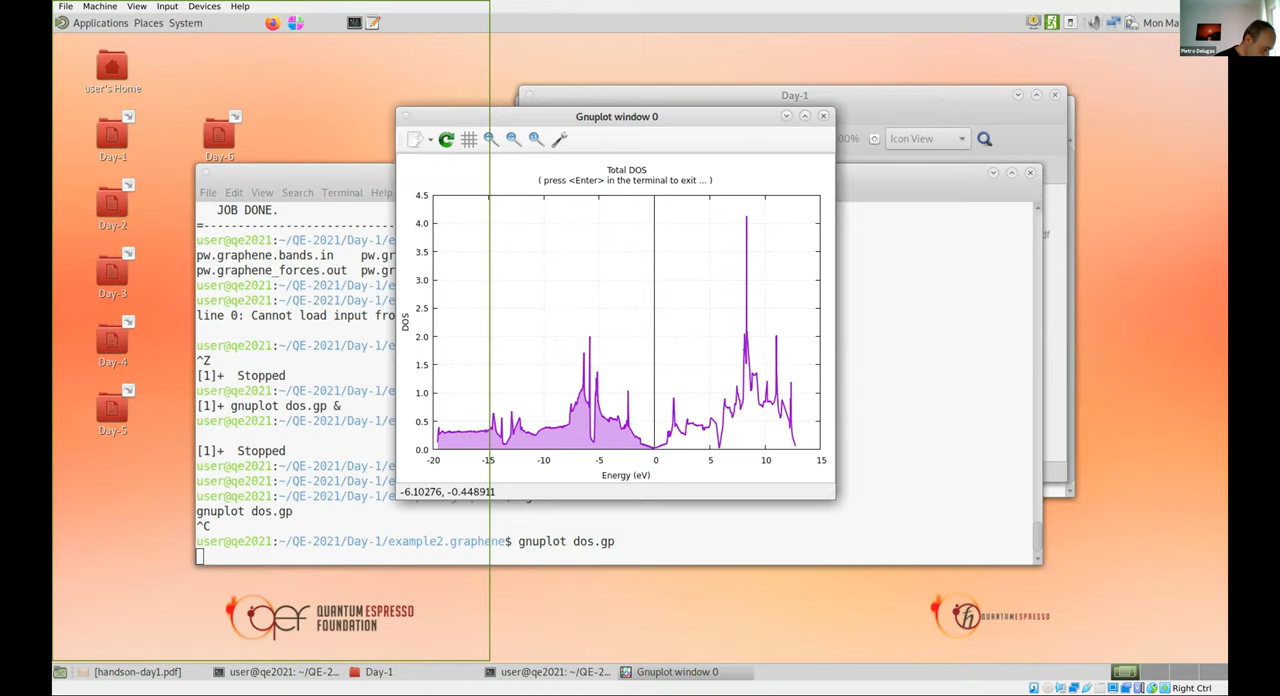 File Machine View Input Devices Help
Applications Places System
Mon Ma
Pietro Delugas
user's Home
Day-1
Day-6
Day-2
Day-3
Day-4
Day-5
Day-1
00% Icon View
Gnuplot window 0
File Edit View Search Terminal Help
Total DOS
( press <Enter> in the terminal to exit ... )
4.5
4.0
3.5
3.0
2.5
2.0
1.5
1.0
0.5
0.0
DOS
-20 -15 -10 -5 0 5 10 15
Energy (eV)
-6.10276, -0.448911
JOB DONE.
=------------------------
user@qe2021:~/QE-2021/Day-1/e
pw.graphene.bands.in pw.gr
pw.graphene_forces.out pw.gr
user@qe2021:~/QE-2021/Day-1/e
user@qe2021:~/QE-2021/Day-1/e
line 0: Cannot load input fro
user@qe2021:~/QE-2021/Day-1/e
^Z
[1]+ Stopped
user@qe2021:~/QE-2021/Day-1/e
[1]+ gnuplot dos.gp &
user@qe2021:~/QE-2021/Day-1/e
[1]+ Stopped
user@qe2021:~/QE-2021/Day-1/e
user@qe2021:~/QE-2021/Day-1/e
user@qe2021:~/QE-2021/Day-1/e
gnuplot dos.gp
^C
user@qe2021:~/QE-2021/Day-1/example2.graphene$ gnuplot dos.gp
df
QUANTUM ESPRESSO
FOUNDATION
QUANTUMESPRESSO
[handson-day1.pdf]
user@qe2021: ~/QE-2...
Day-1
user@qe2021: ~/QE-2...
Gnuplot window 0
Right Ctrl